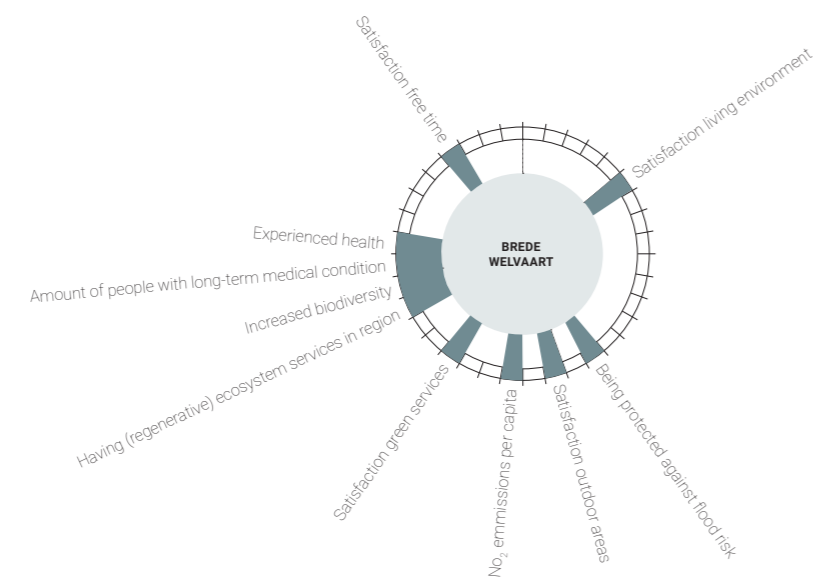 Satisfaction free time
Satisfaction living environment
Experienced health
Amount of people with long-term medical condition
Increased biodiversity
Having (regenerative) ecosystem services in region
Satisfaction green services
No₂ emmissions per capita
Satisfaction outdoor areas
Being protected against flood risk
BREDE
WELVAART